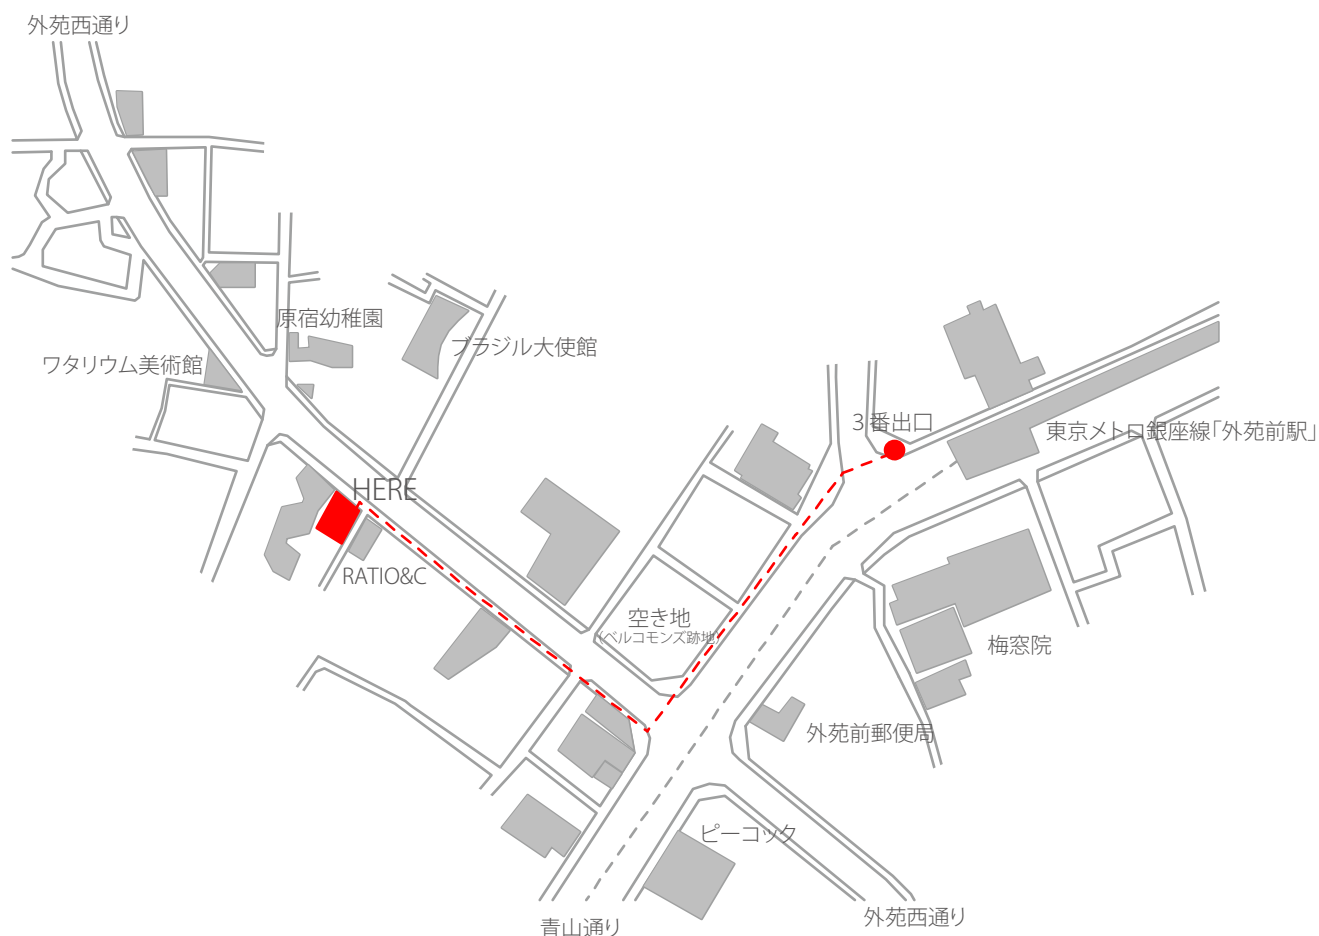 外苑西通り
原宿幼稚園
ブラジル大使館
ワタリウム美術館
3番出口
東京メトロ銀座線「外苑前駅」
HERE
RATIO&C
空き地
(ベルコモンズ跡地)
梅窓院
外苑前郵便局
ピーコック
外苑西通り
青山通り